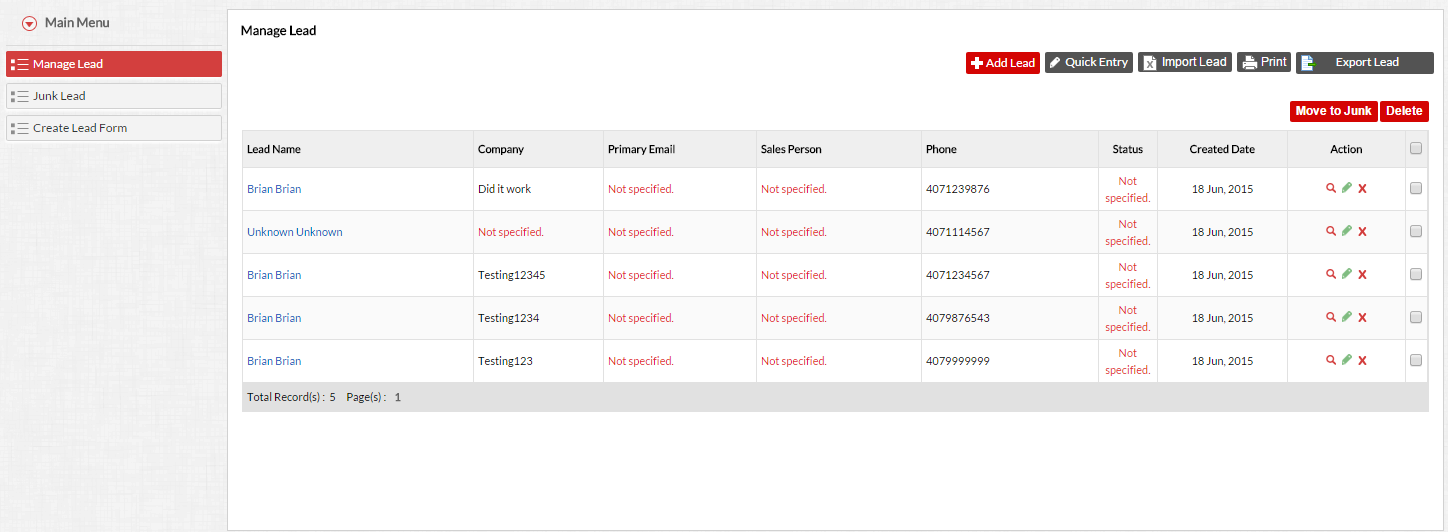 Main Menu
Manage Lead
Junk Lead
Create Lead Form
Manage Lead
Add Lead Quick Entry Import Lead Print Export Lead
Move to Junk Delete
Lead Name Company Primary Email Sales Person Phone Status Created Date Action
Brian Brian Did it work Not specified. Not specified. 4071239876 Not specified. 18 Jun, 2015
Unknown Unknown Not specified. Not specified. Not specified. 4071114567 Not specified. 18 Jun, 2015
Brian Brian Testing12345 Not specified. Not specified. 4071234567 Not specified. 18 Jun, 2015
Brian Brian Testing1234 Not specified. Not specified. 4079876543 Not specified. 18 Jun, 2015
Brian Brian Testing123 Not specified. Not specified. 4079999999 Not specified. 18 Jun, 2015
Total Record(s) : 5 Page(s) : 1